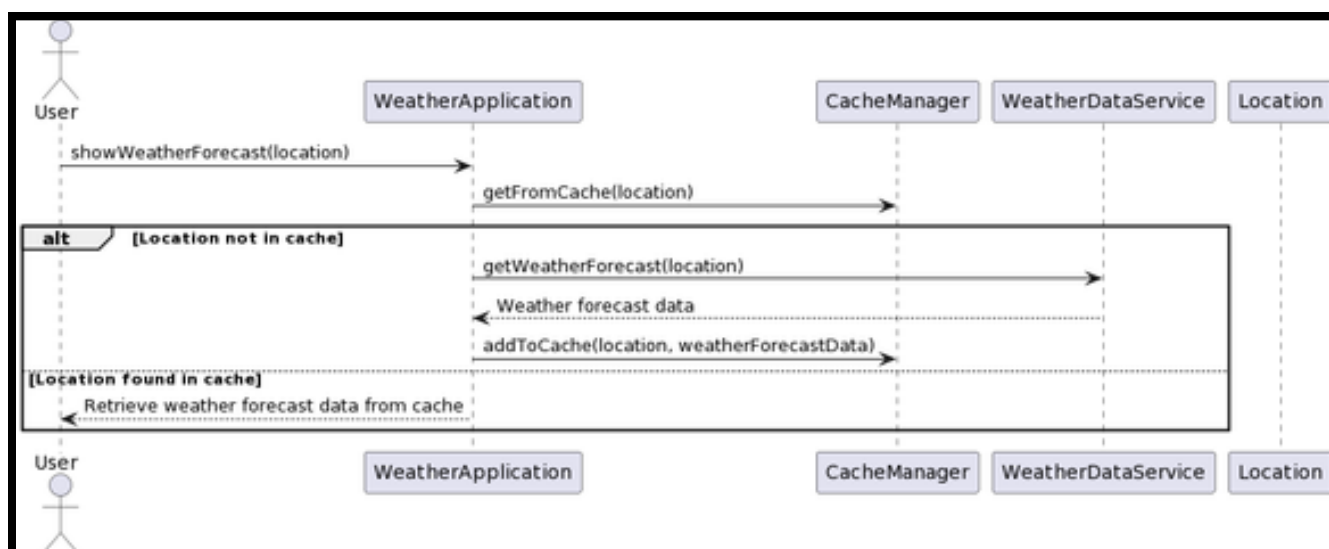 User
WeatherApplication
CacheManager
WeatherDataService
Location
showWeatherForecast(location)
getFromCache(location)
alt
[Location not in cache]
getWeatherForecast(location)
Weather forecast data
addToCache(location, weatherForecastData)
[Location found in cache]
Retrieve weather forecast data from cache
User
WeatherApplication
CacheManager
WeatherDataService
Location